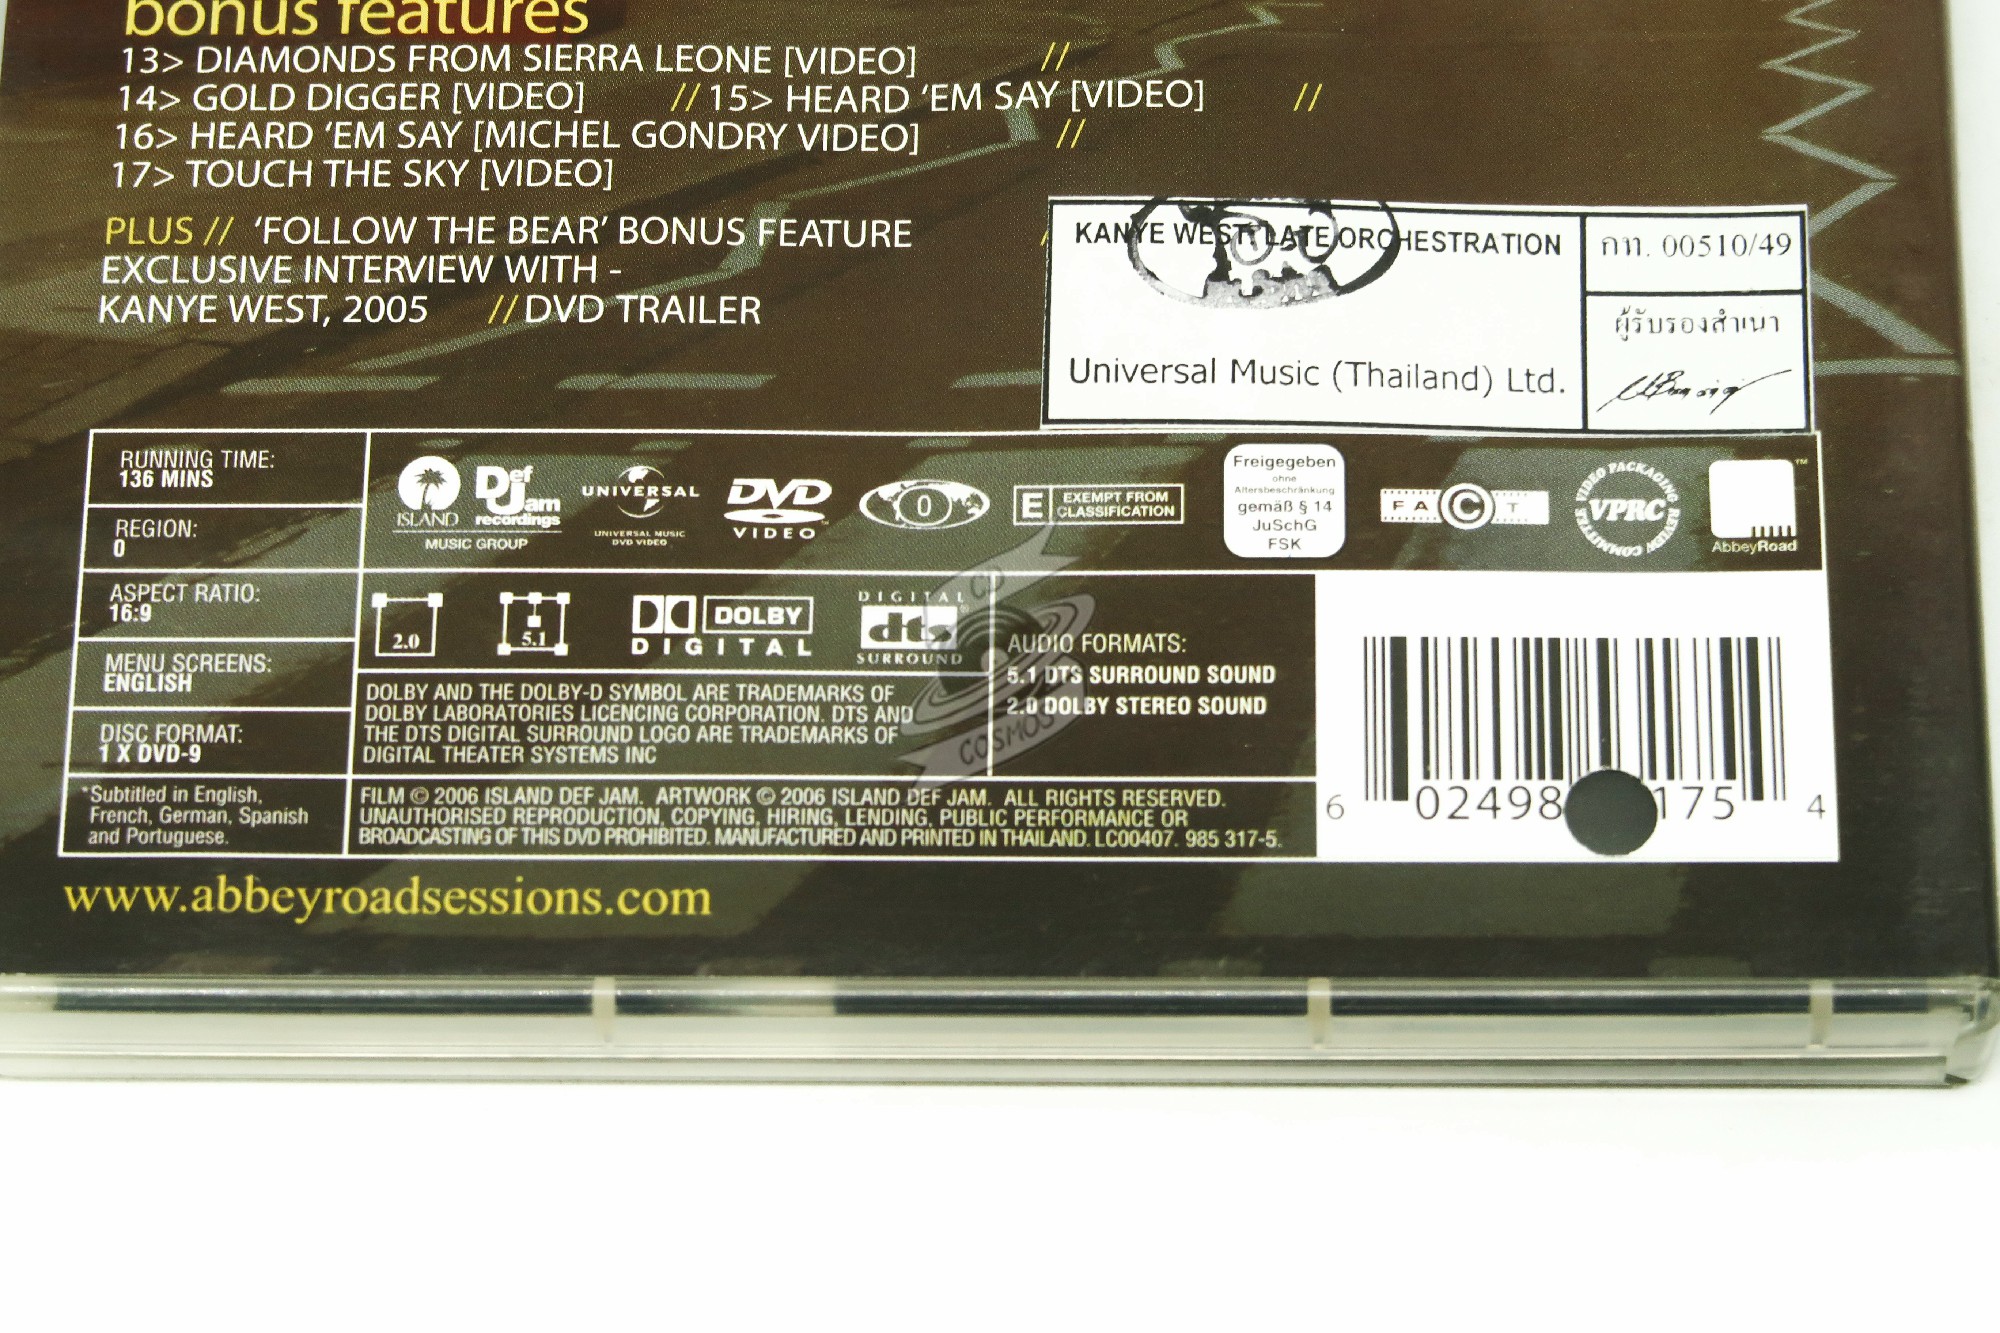 bonus features
13> DIAMONDS FROM SIERRA LEONE [VIDEO] //
14> GOLD DIGGER [VIDEO] // 15> HEARD ‘EM SAY [VIDEO] //
16> HEARD ‘EM SAY [MICHEL GONDRY VIDEO] //
17> TOUCH THE SKY [VIDEO]
PLUS // ‘FOLLOW THE BEAR’ BONUS FEATURE
EXCLUSIVE INTERVIEW WITH -
KANYE WEST, 2005 // DVD TRAILER
KANYE WEST LATE ORCHESTRATION
Universal Music (Thailand) Ltd.
กท. 00510/49
ผู้รับรองสำเนา
RUNNING TIME:
136 MINS
REGION:
0
ASPECT RATIO:
16:9
MENU SCREENS:
ENGLISH
DISC FORMAT:
1 X DVD-9
*Subtitled in English,
French, German, Spanish
and Portuguese.
ISLAND
Def Jam recordings
MUSIC GROUP
UNIVERSAL
UNIVERSAL MUSIC
DVD VIDEO
DVD
VIDEO
0
E EXEMPT FROM
CLASSIFICATION
Freigegeben
ohne
Altersbeschränkung
gemäß § 14
JuSchG
FSK
FACT
VIDEO PACKAGING REVIEW COMMITTEE
VPRC
AbbeyRoad™
2.0
5.1
DOLBY
DIGITAL
DIGITAL
dts
SURROUND
CD
COSMOS
AUDIO FORMATS:
5.1 DTS SURROUND SOUND
2.0 DOLBY STEREO SOUND
DOLBY AND THE DOLBY-D SYMBOL ARE TRADEMARKS OF
DOLBY LABORATORIES LICENCING CORPORATION. DTS AND
THE DTS DIGITAL SURROUND LOGO ARE TRADEMARKS OF
DIGITAL THEATER SYSTEMS INC
FILM © 2006 ISLAND DEF JAM. ARTWORK © 2006 ISLAND DEF JAM. ALL RIGHTS RESERVED.
UNAUTHORISED REPRODUCTION, COPYING, HIRING, LENDING, PUBLIC PERFORMANCE OR
BROADCASTING OF THIS DVD PROHIBITED. MANUFACTURED AND PRINTED IN THAILAND. LC00407. 985 317-5.
6 02498 175 4
www.abbeyroadsessions.com